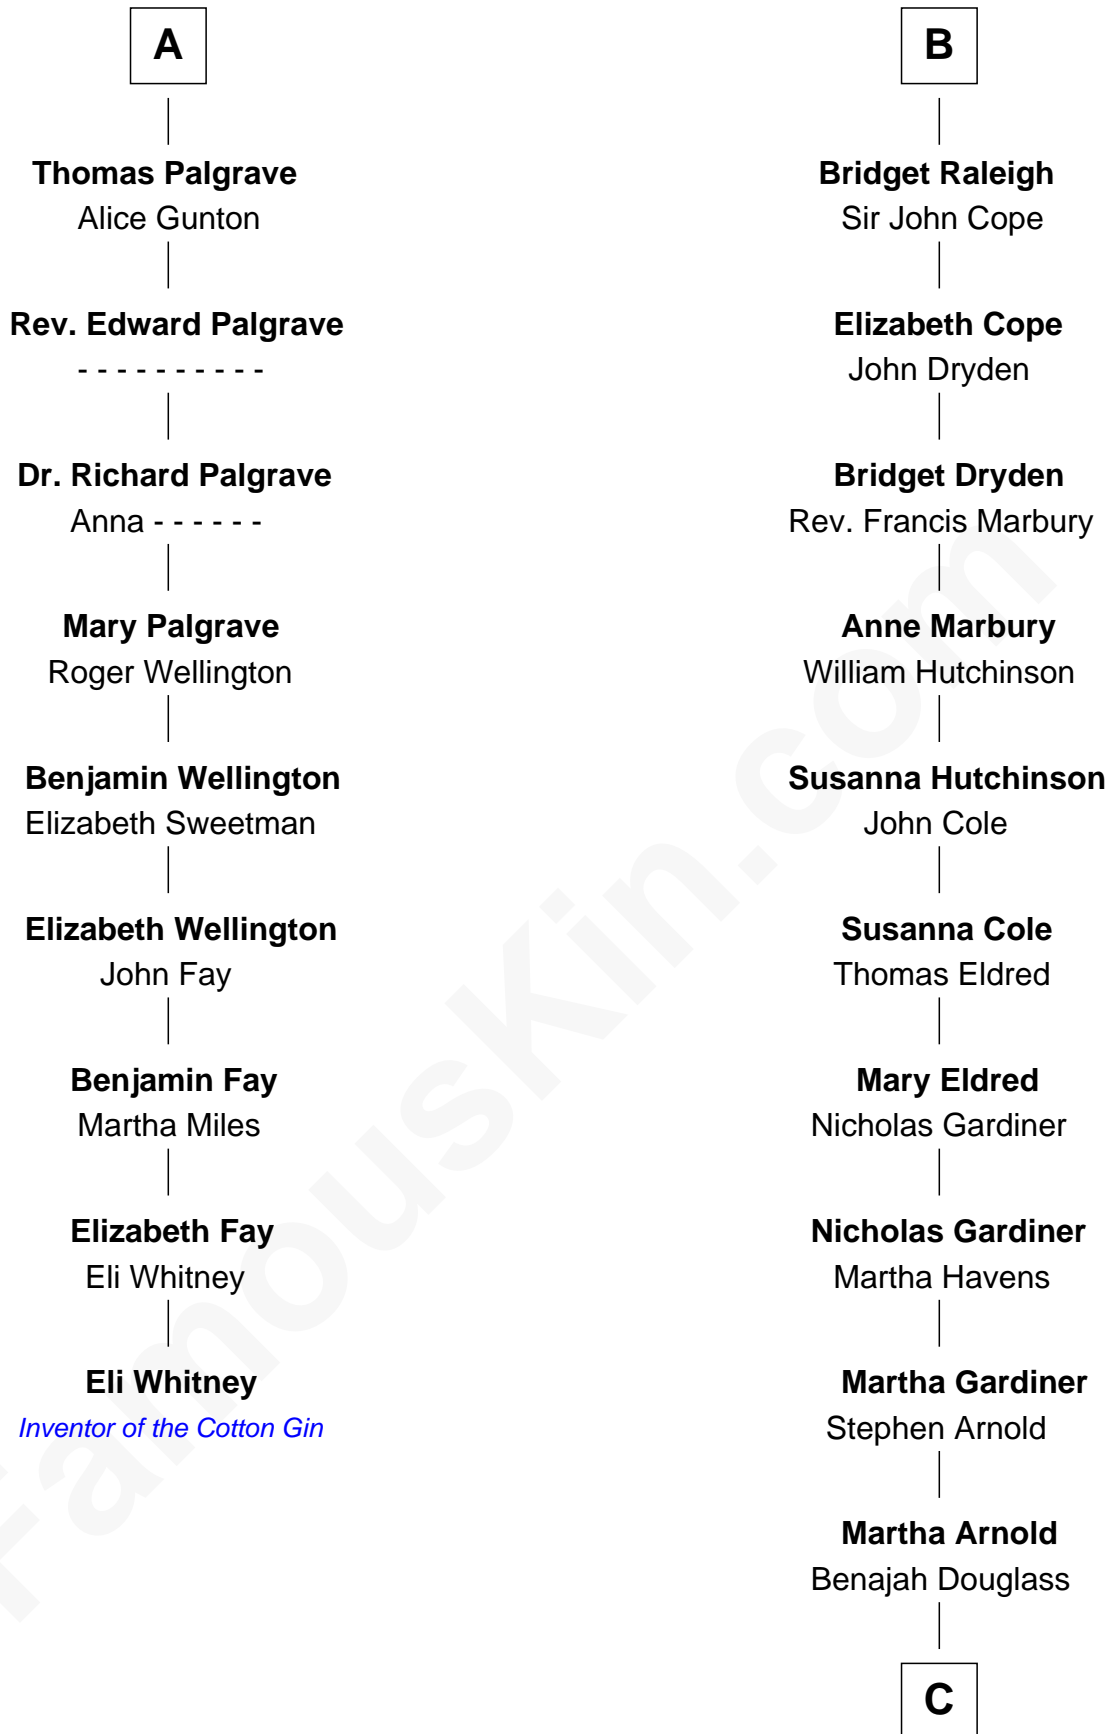 A
Thomas Palgrave
Alice Gunton
Rev. Edward Palgrave
- - - - - - - - - -
Dr. Richard Palgrave
Anna - - - - - -
Mary Palgrave
Roger Wellington
Benjamin Wellington
Elizabeth Sweetman
Elizabeth Wellington
John Fay
Benjamin Fay
Martha Miles
Elizabeth Fay
Eli Whitney
Eli Whitney
Inventor of the Cotton Gin
B
Bridget Raleigh
Sir John Cope
Elizabeth Cope
John Dryden
Bridget Dryden
Rev. Francis Marbury
Anne Marbury
William Hutchinson
Susanna Hutchinson
John Cole
Susanna Cole
Thomas Eldred
Mary Eldred
Nicholas Gardiner
Nicholas Gardiner
Martha Havens
Martha Gardiner
Stephen Arnold
Martha Arnold
Benajah Douglass
C
FamousKin.com